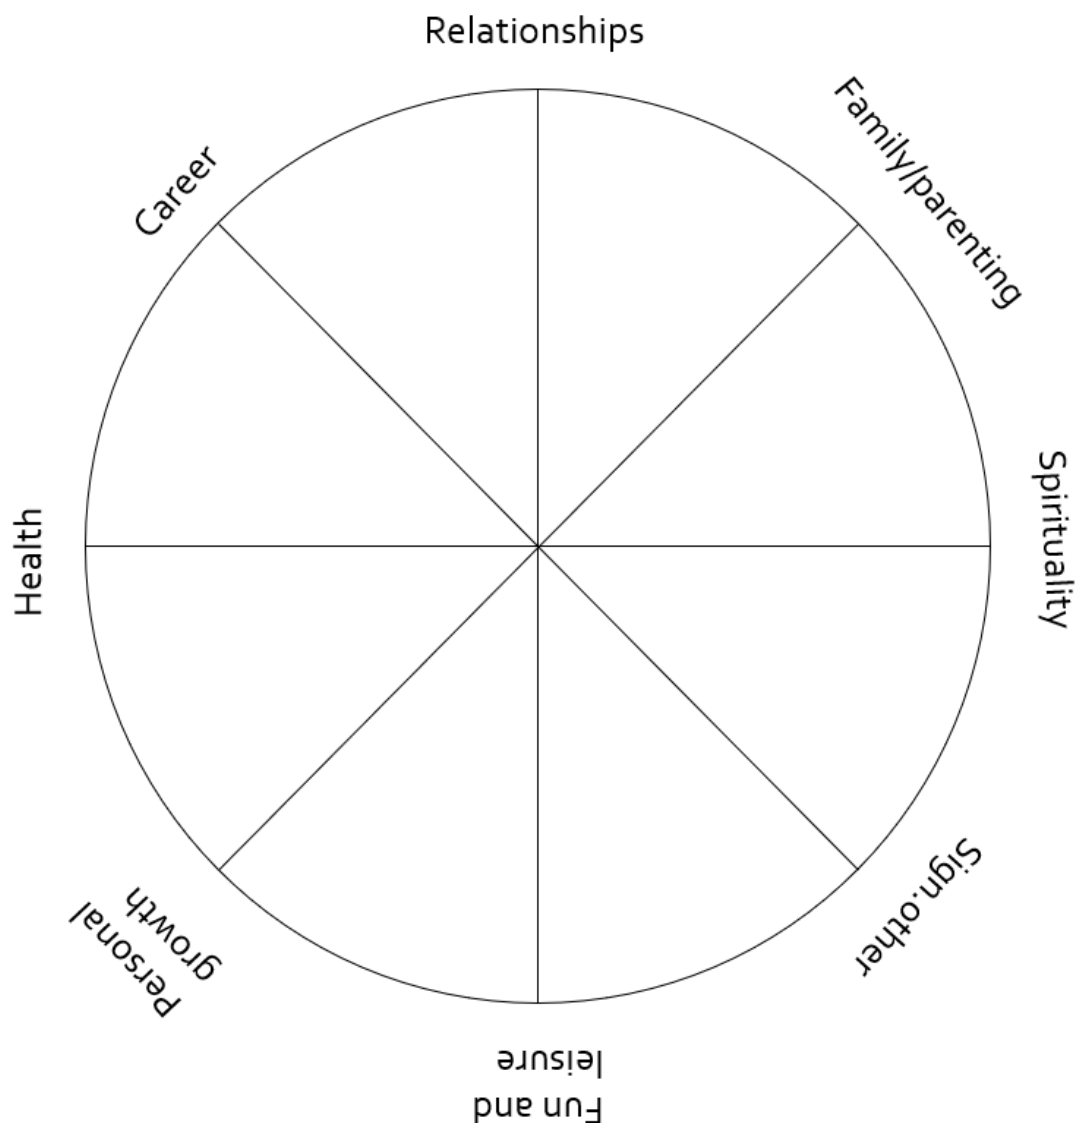 Relationships
Family/parenting
Spirituality
Sign.other
Fun and
leisure
Personal
growth
Health
Career